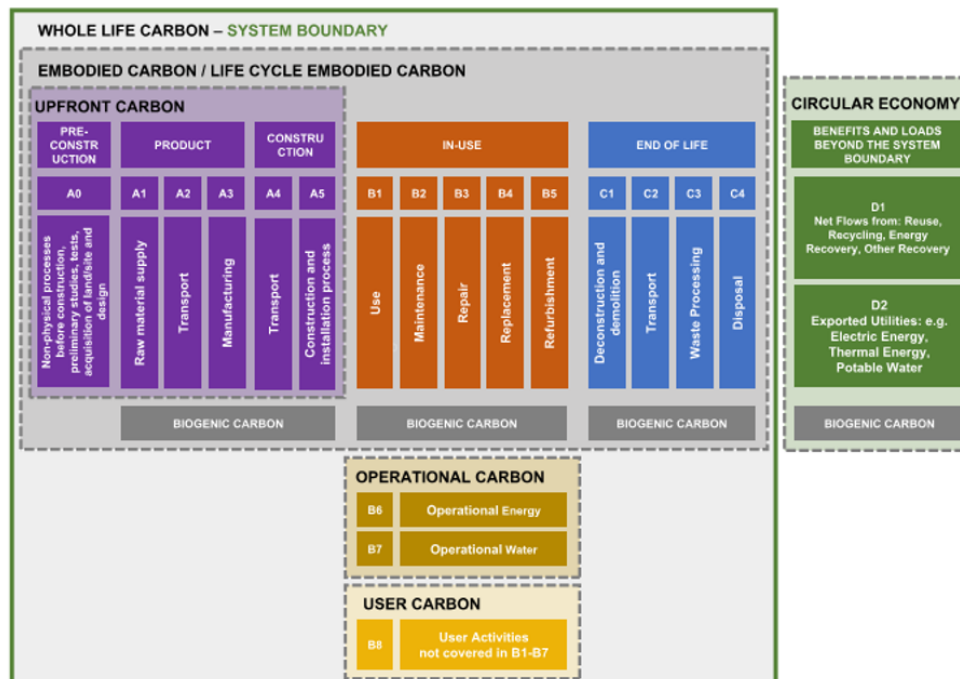 WHOLE LIFE CARBON – SYSTEM BOUNDARY
EMBODIED CARBON / LIFE CYCLE EMBODIED CARBON
UPFRONT CARBON
PRE-
CONSTR
UCTION
PRODUCT
CONSTRU
CTION
IN-USE
END OF LIFE
A0
A1
A2
A3
A4
A5
B1
B2
B3
B4
B5
C1
C2
C3
C4
Non-physical processes
before construction,
preliminary studies, tests,
acquisition of land/site and
design
Raw material supply
Transport
Manufacturing
Transport
Construction and
installation process
Use
Maintenance
Repair
Replacement
Refurbishment
Deconstruction and
demolition
Transport
Waste Processing
Disposal
BIOGENIC CARBON
BIOGENIC CARBON
BIOGENIC CARBON
CIRCULAR ECONOMY
BENEFITS AND LOADS
BEYOND THE SYSTEM
BOUNDARY
D1
Net Flows from: Reuse,
Recycling, Energy
Recovery, Other Recovery
D2
Exported Utilities: e.g.
Electric Energy,
Thermal Energy,
Potable Water
BIOGENIC CARBON
OPERATIONAL CARBON
B6
Operational Energy
B7
Operational Water
USER CARBON
B8
User Activities
not covered in B1-B7